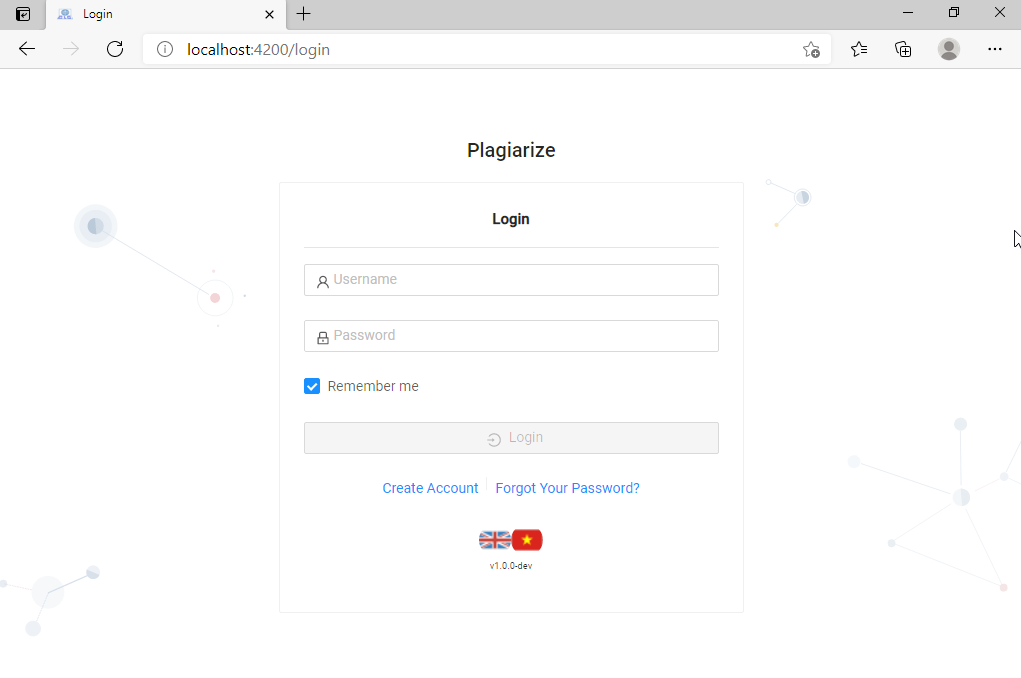 Login
localhost:4200/login
Plagiarize
Login
Username
Password
Remember me
Login
Create Account Forgot Your Password?
v1.0.0-dev